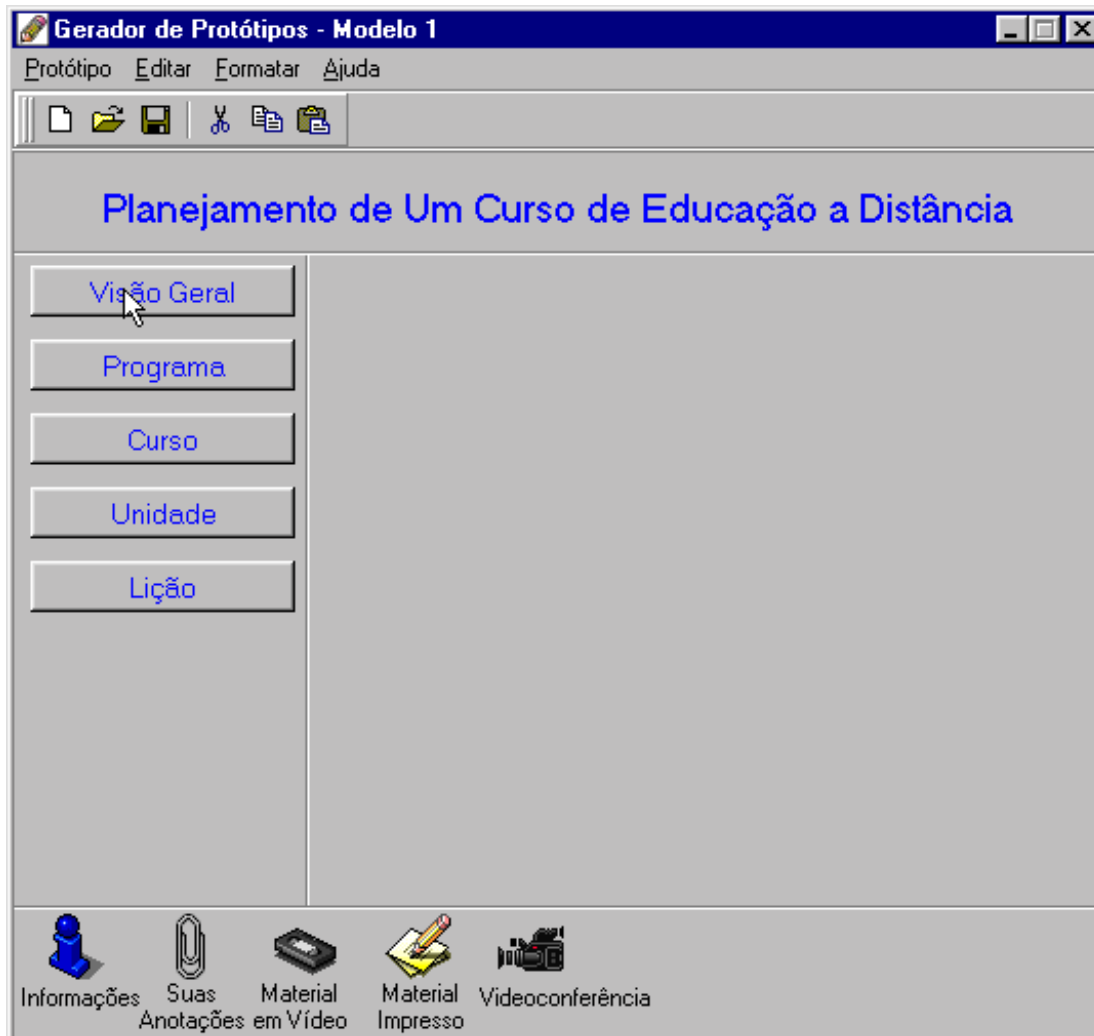 Gerador de Protótipos - Modelo 1
Protótipo Editar Formatar Ajuda
Planejamento de Um Curso de Educação a Distância
Visão Geral
Programa
Curso
Unidade
Lição
Informações
Suas
Anotações
Material
em Vídeo
Material
Impresso
Videoconferência